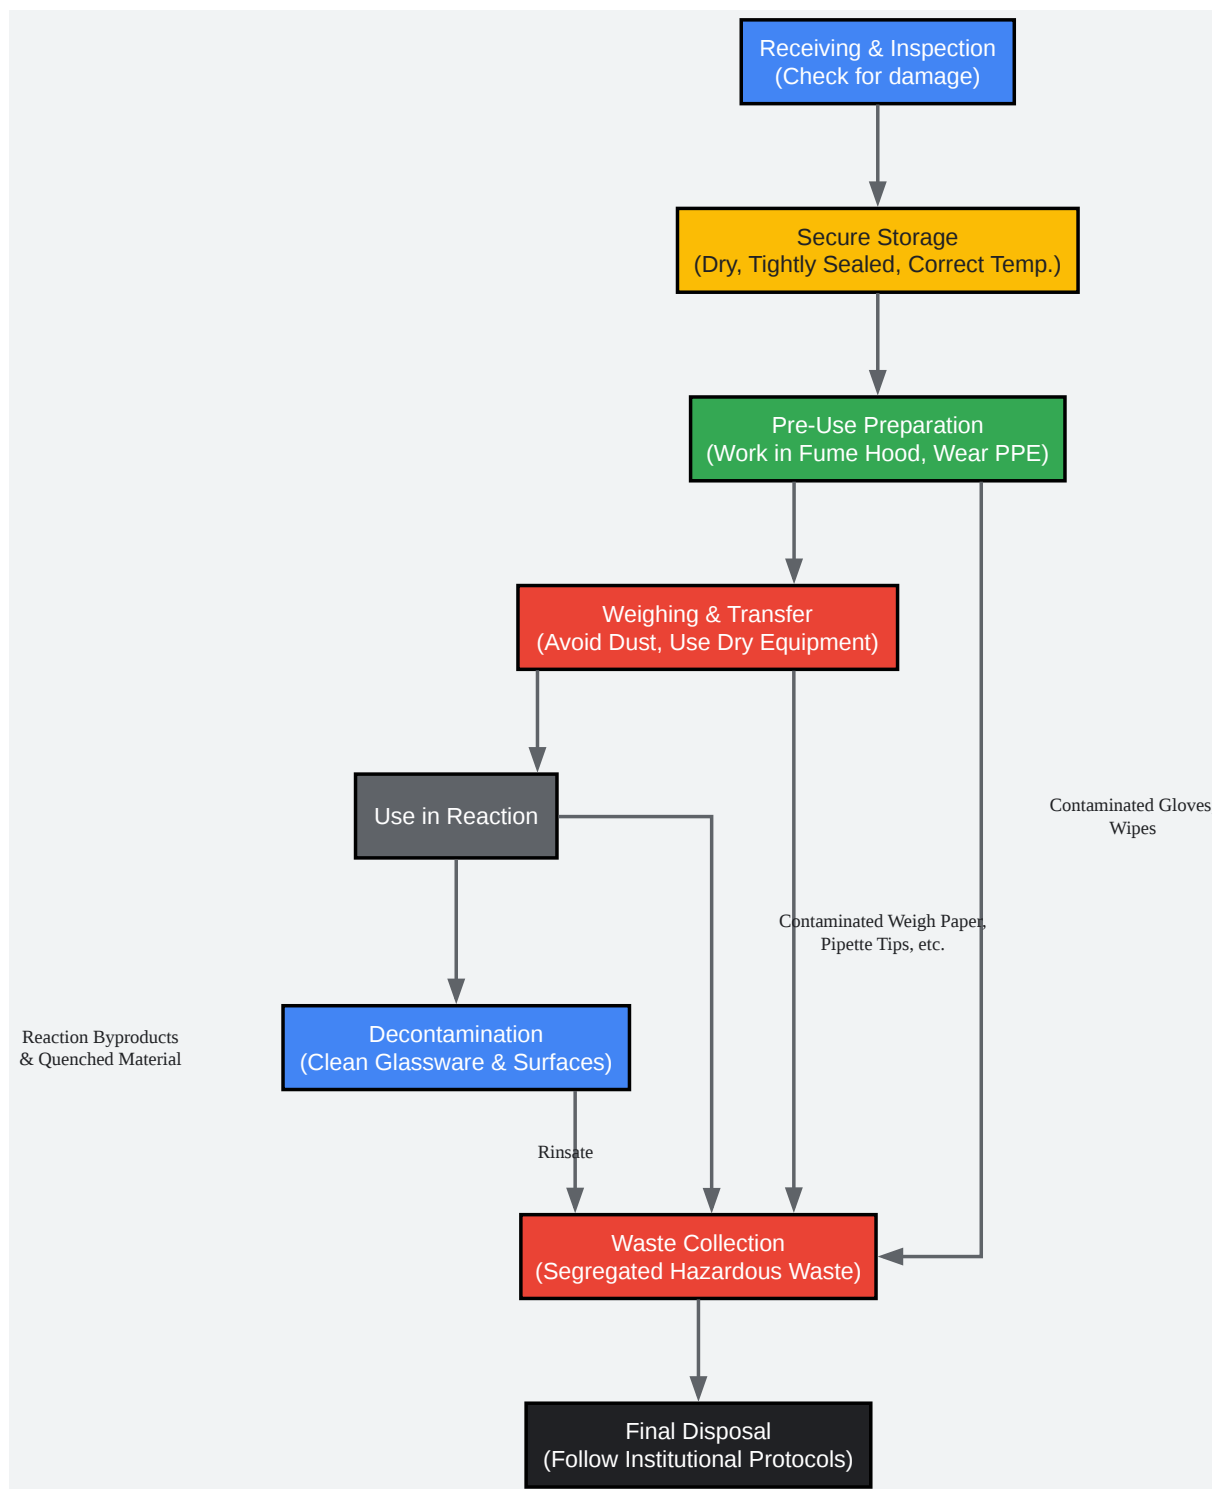 Receiving & Inspection
(Check for damage)
Secure Storage
(Dry, Tightly Sealed, Correct Temp.)
Pre-Use Preparation
(Work in Fume Hood, Wear PPE)
Weighing & Transfer
(Avoid Dust, Use Dry Equipment)
Use in Reaction
Contaminated Gloves
Wipes
Contaminated Weigh Paper,
Pipette Tips, etc.
Decontamination
(Clean Glassware & Surfaces)
Reaction Byproducts
& Quenched Material
Rinsate
Waste Collection
(Segregated Hazardous Waste)
Final Disposal
(Follow Institutional Protocols)